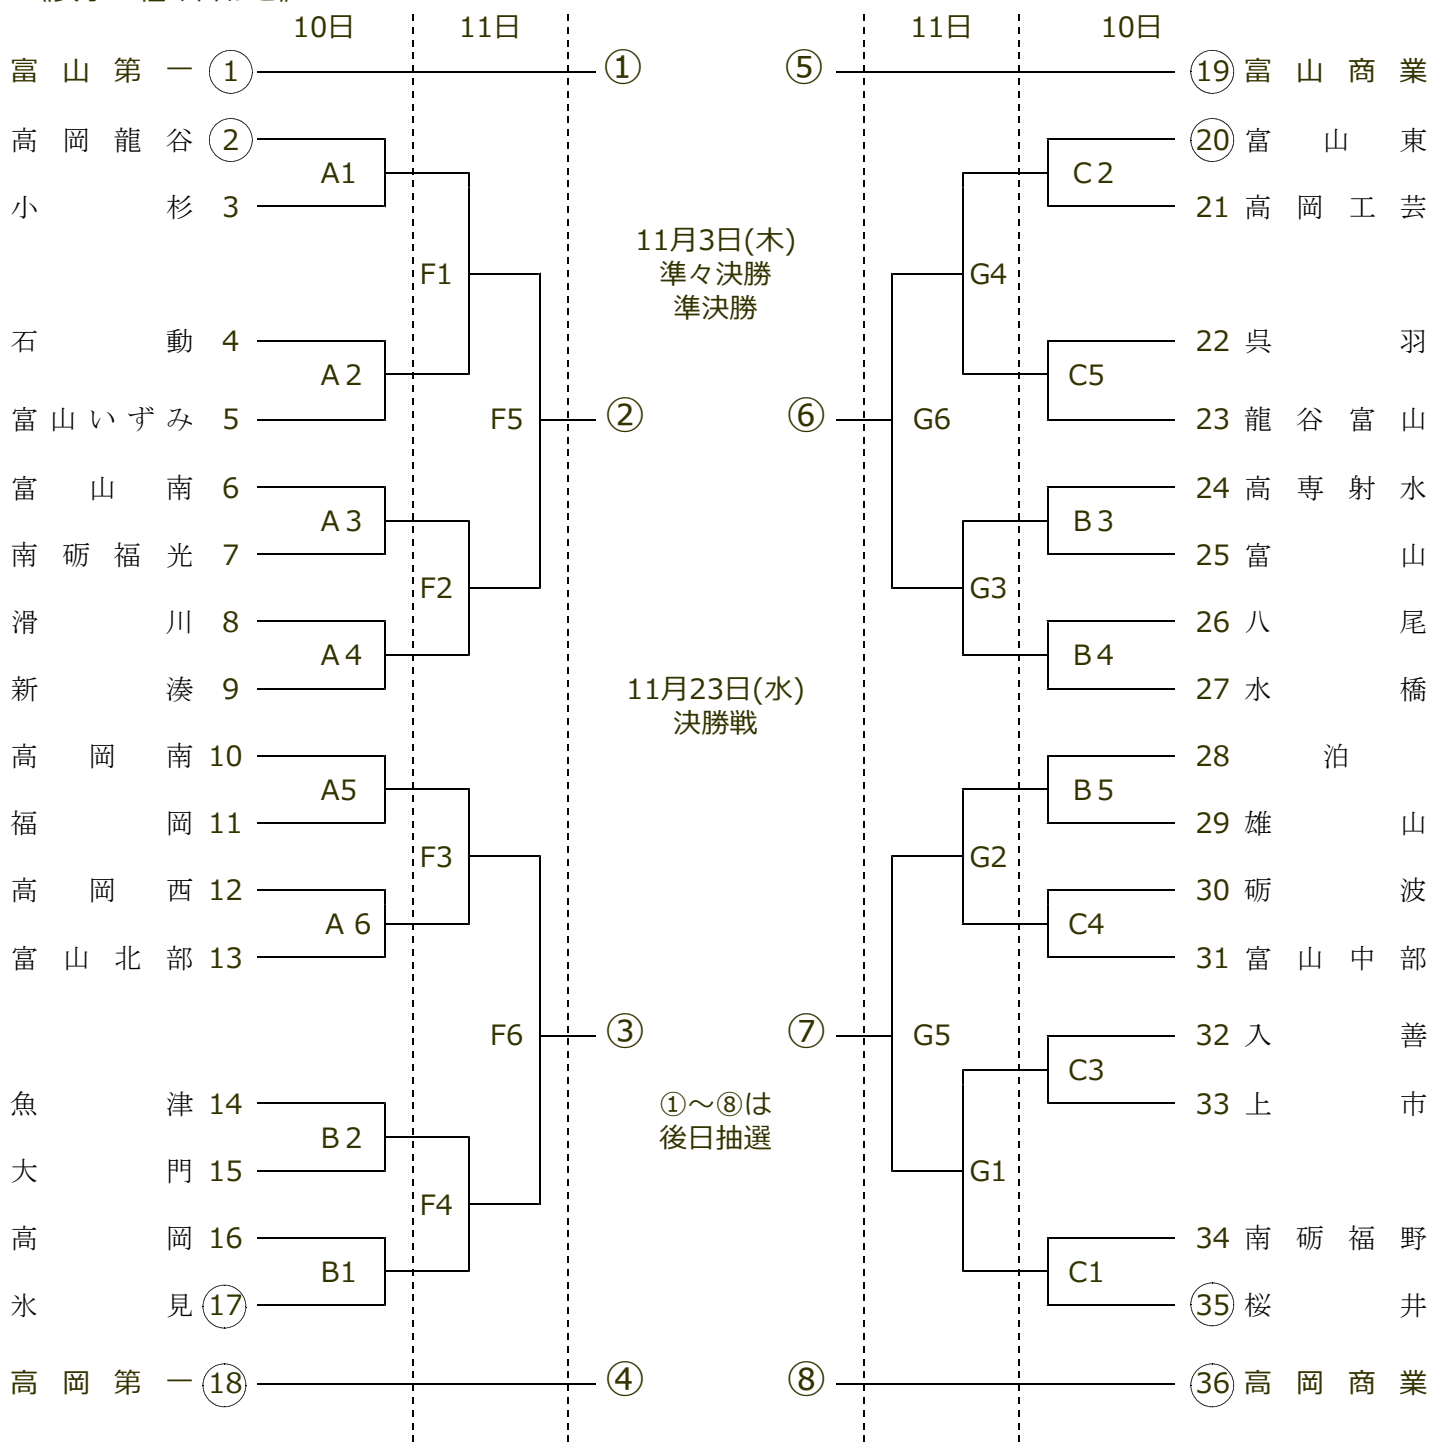 10日 11日 11日 10日
富山第一 1 ① ⑤ 19 富山商業
高岡龍谷 2 20 富山東
A1 C2
小杉 3 21 高岡工芸
11月3日(木)
準々決勝
F1 G4
準決勝
石動 4 22 呉羽
A2 C5
富山いずみ 5 F5 ② ⑥ G6 23 龍谷富山
富山南 6 24 高専射水
A3 B3
南砺福光 7 25 富山
F2 G3
滑川 8 26 八尾
A4 B4
新湊 9 27 水橋
11月23日(水)
決勝戦
高岡南 10 28 泊
A5 B5
福岡 11 29 雄山
F3 G2
高岡西 12 30 砺波
A6 C4
富山北部 13 31 富山中部
F6 ③ ⑦ G5 32 入善
C3
魚津 14 33 上市
①~⑧は
後日抽選
B2
大門 15 G1
F4
高岡 16 34 南砺福野
B1 C1
氷見 17 35 桜井
高岡第一 18 ④ ⑧ 36 高岡商業